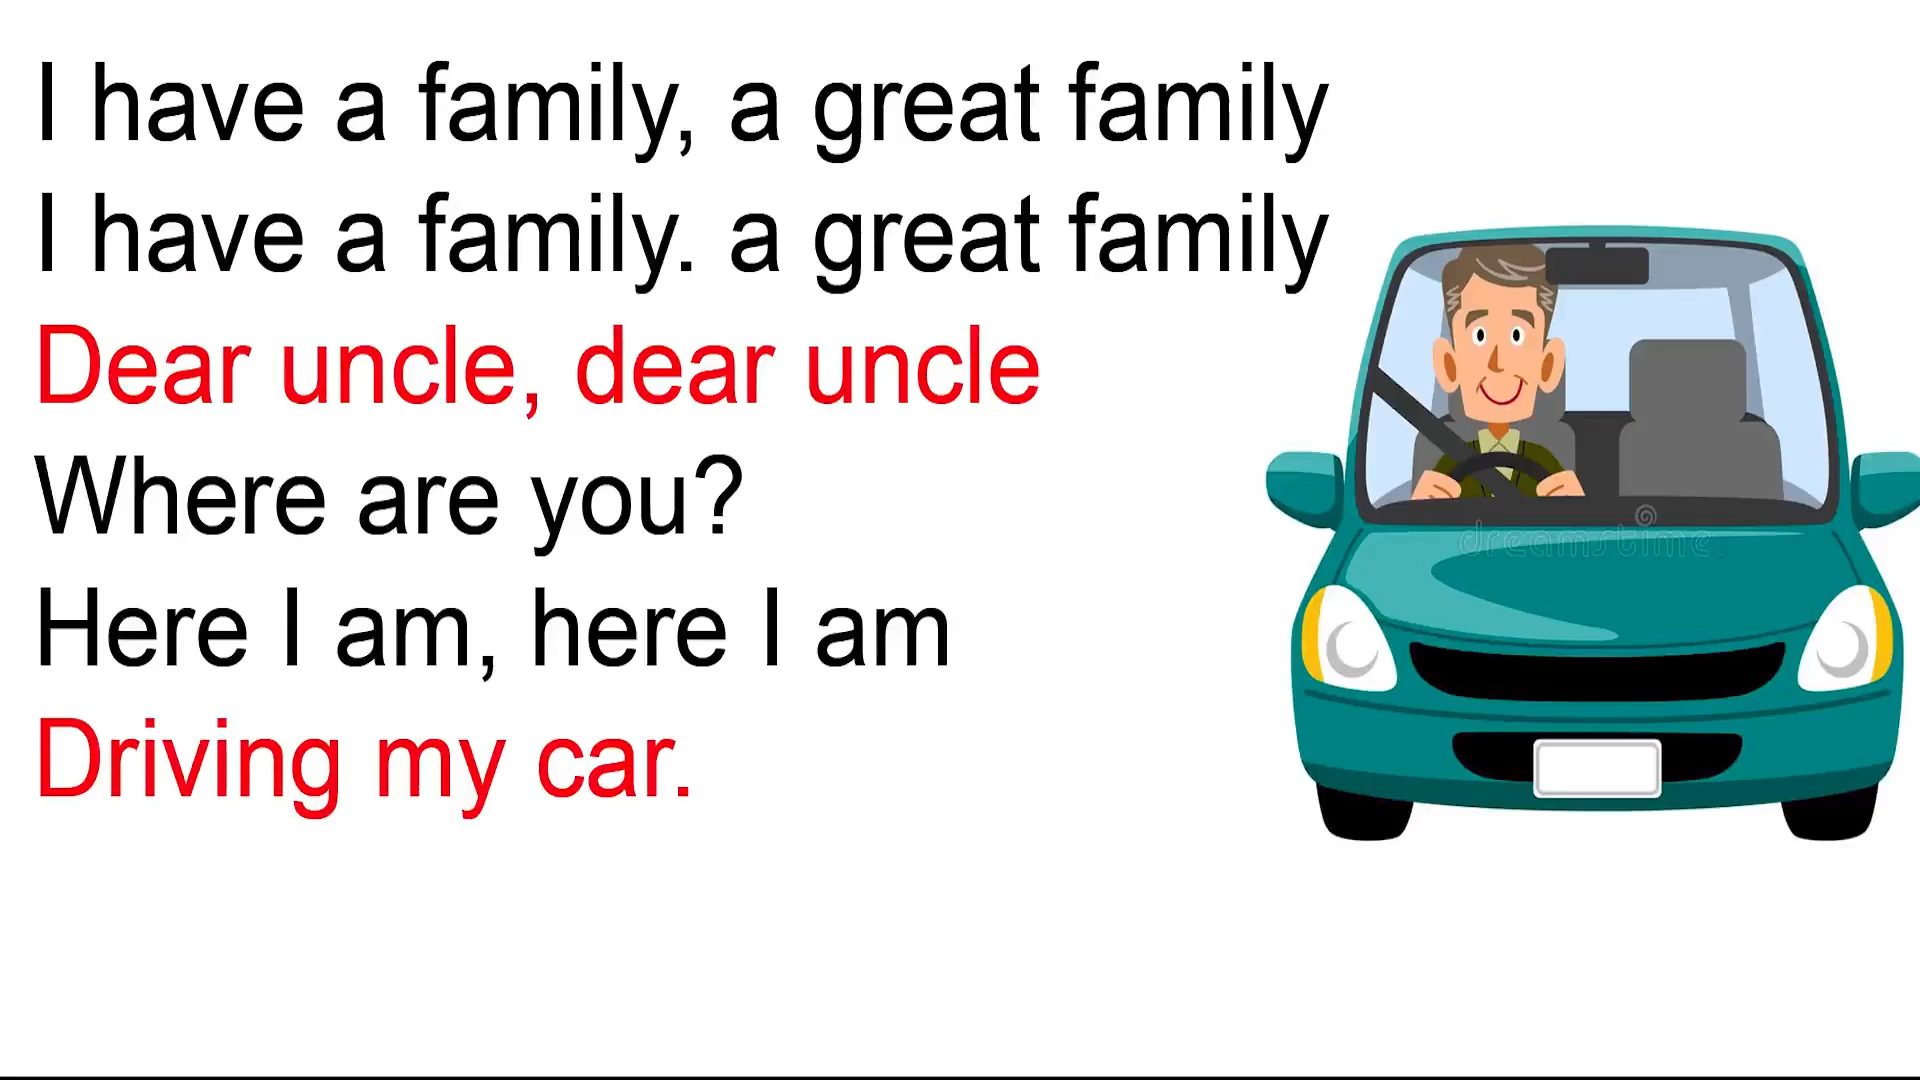 I have a family, a great family
I have a family. a great family
Dear uncle, dear uncle
Where are you?
Here I am, here I am
Driving my car.
dreamstime